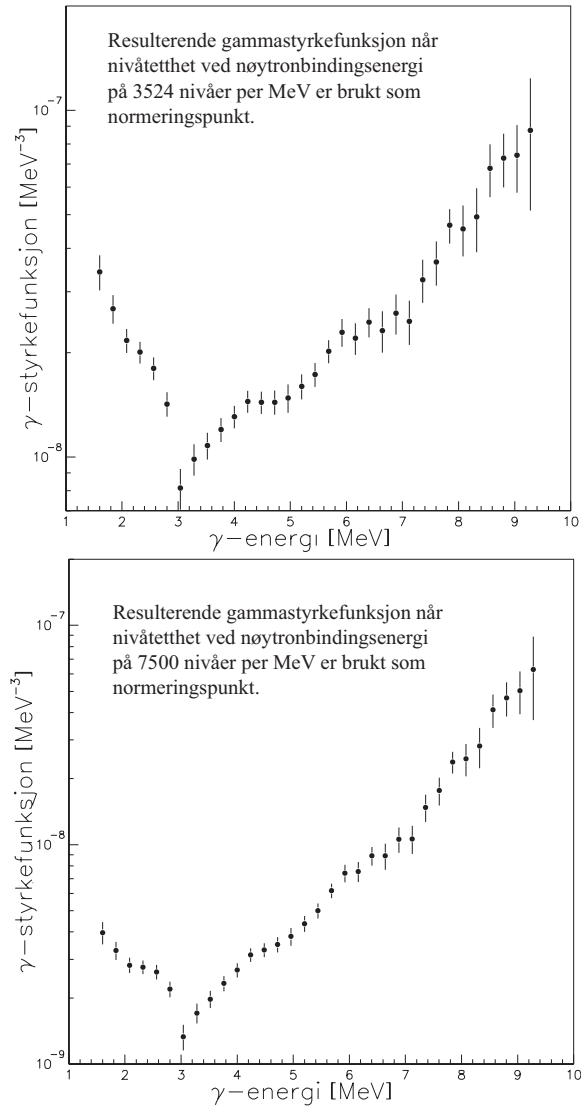 Resulterende gammastyrkefunksjon når
nivåtetthet ved nøytronbindingsenergi
på 3524 nivåer per MeV er brukt som
normeringspunkt.
γ−styrkefunksjon [MeV⁻³]
10⁻⁷
10⁻⁸
1 2 3 4 5 6 7 8 9 10
γ−energi [MeV]
Resulterende gammastyrkefunksjon når
nivåtetthet ved nøytronbindingsenergi
på 7500 nivåer per MeV er brukt som
normeringspunkt.
γ−styrkefunksjon [MeV⁻³]
10⁻⁷
10⁻⁸
10⁻⁹
1 2 3 4 5 6 7 8 9 10
γ−energi [MeV]